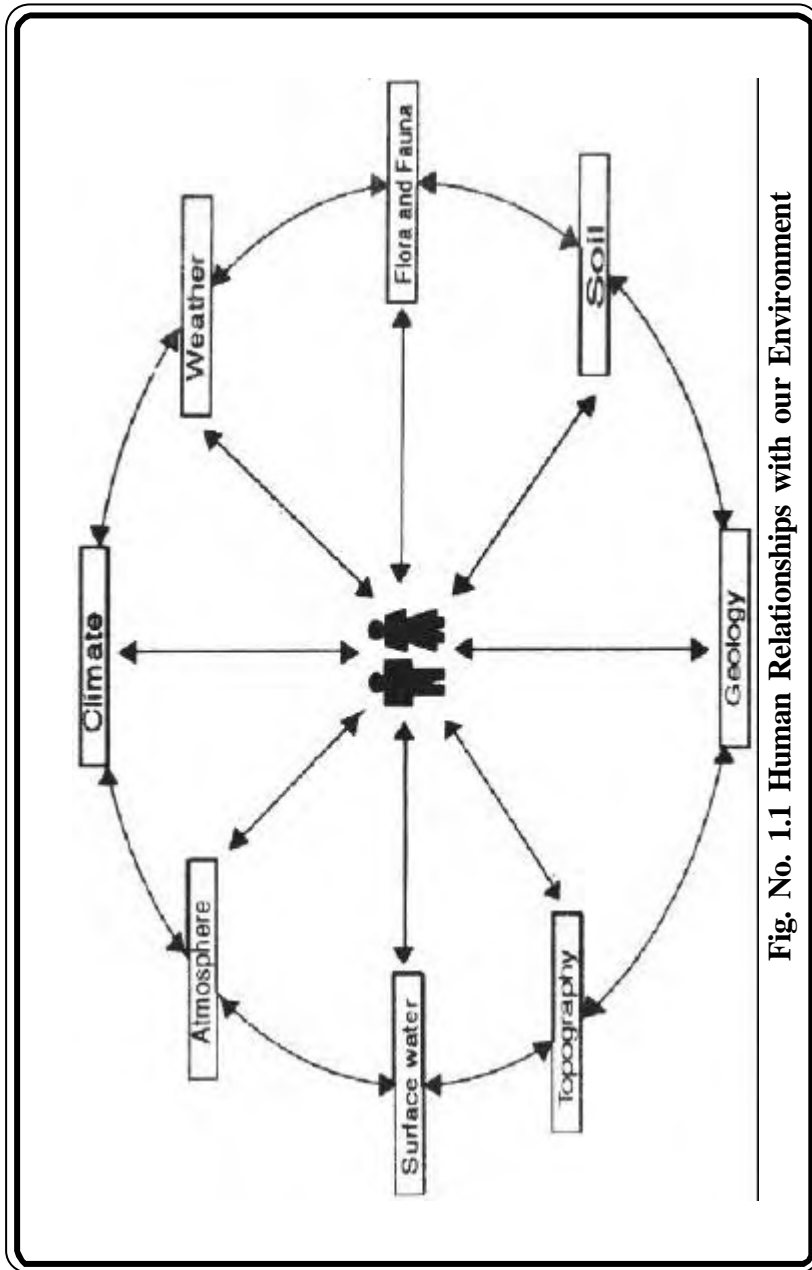 Climate
Weather
Flora and Fauna
Soil
Geology
Topography
Surface water
Atmosphere
Fig. No. 1.1 Human Relationships with our Environment